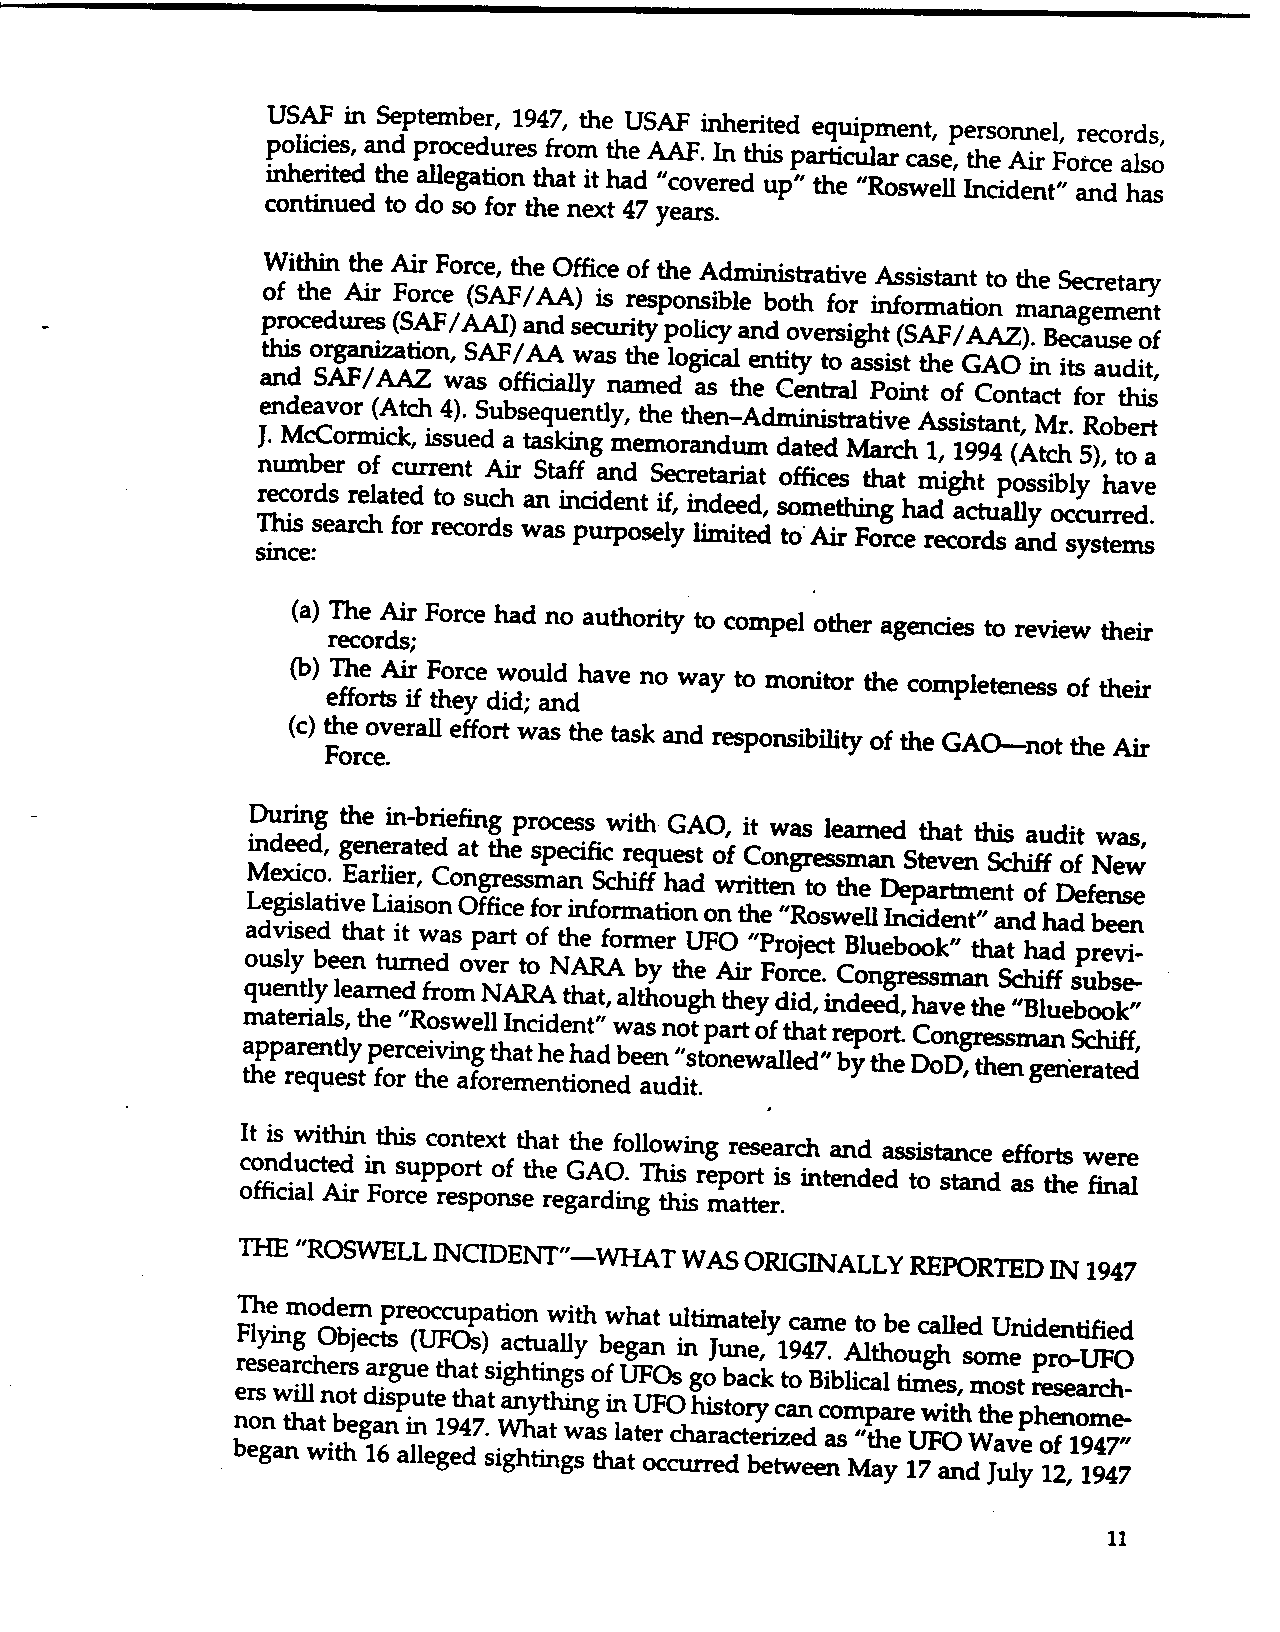 USAF in September, 1947, the USAF inherited equipment, personnel, records,
policies, and procedures from the AAF. In this particular case, the Air Force also
inherited the allegation that it had "covered up" the "Roswell Incident" and has
continued to do so for the next 47 years.
Within the Air Force, the Office of the Administrative Assistant to the Secretary
of the Air Force (SAF/AA) is responsible both for information management
procedures (SAF/AAI) and security policy and oversight (SAF/AAZ). Because of
this organization, SAF/AA was the logical entity to assist the GAO in its audit,
and SAF/AAZ was officially named as the Central Point of Contact for this
endeavor (Atch 4). Subsequently, the then–Administrative Assistant, Mr. Robert
J. McCormick, issued a tasking memorandum dated March 1, 1994 (Atch 5), to a
number of current Air Staff and Secretariat offices that might possibly have
records related to such an incident if, indeed, something had actually occurred.
This search for records was purposely limited to Air Force records and systems
since:
(a) The Air Force had no authority to compel other agencies to review their
records;
(b) The Air Force would have no way to monitor the completeness of their
efforts if they did; and
(c) the overall effort was the task and responsibility of the GAO—not the Air
Force.
During the in-briefing process with GAO, it was learned that this audit was,
indeed, generated at the specific request of Congressman Steven Schiff of New
Mexico. Earlier, Congressman Schiff had written to the Department of Defense
Legislative Liaison Office for information on the "Roswell Incident" and had been
advised that it was part of the former UFO "Project Bluebook" that had previ-
ously been turned over to NARA by the Air Force. Congressman Schiff subse-
quently learned from NARA that, although they did, indeed, have the "Bluebook"
materials, the "Roswell Incident" was not part of that report. Congressman Schiff,
apparently perceiving that he had been "stonewalled" by the DoD, then generated
the request for the aforementioned audit.
It is within this context that the following research and assistance efforts were
conducted in support of the GAO. This report is intended to stand as the final
official Air Force response regarding this matter.
THE "ROSWELL INCIDENT"—WHAT WAS ORIGINALLY REPORTED IN 1947
The modern preoccupation with what ultimately came to be called Unidentified
Flying Objects (UFOs) actually began in June, 1947. Although some pro-UFO
researchers argue that sightings of UFOs go back to Biblical times, most research-
ers will not dispute that anything in UFO history can compare with the phenome-
non that began in 1947. What was later characterized as "the UFO Wave of 1947"
began with 16 alleged sightings that occurred between May 17 and July 12, 1947
11